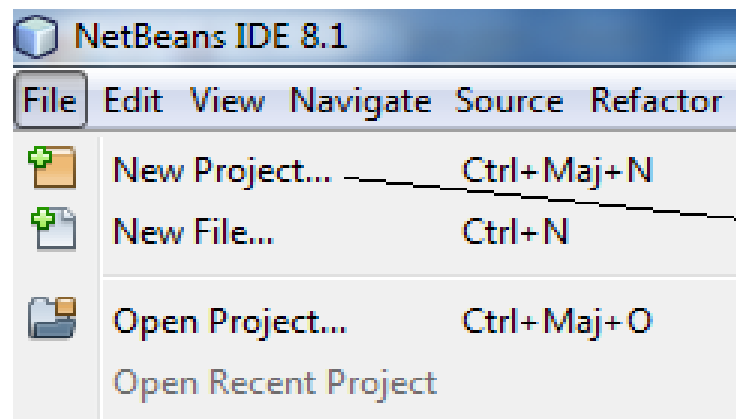 NetBeans IDE 8.1
File Edit View Navigate Source Refactor
New Project... Ctrl+Maj+N
New File... Ctrl+N
Open Project... Ctrl+Maj+O
Open Recent Project